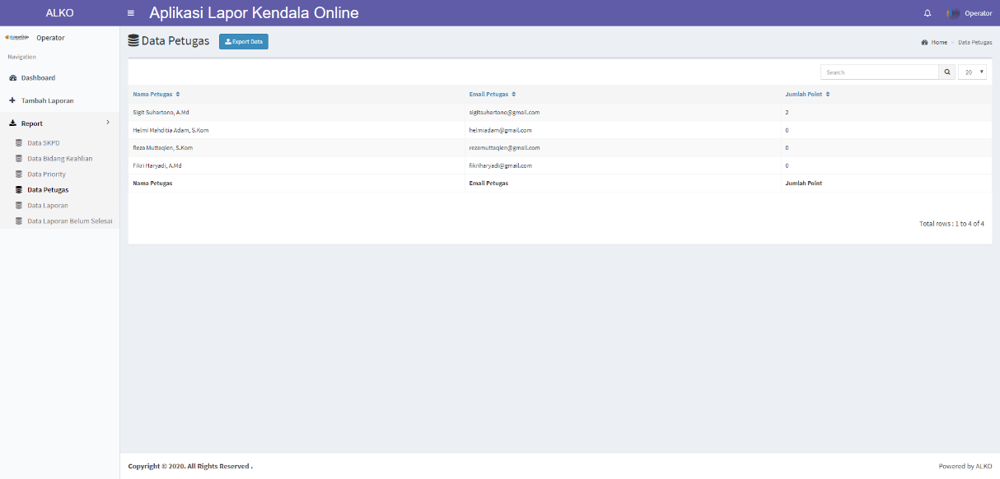 ALKO
Aplikasi Lapor Kendala Online
Operator
Operator
Navigation
Dashboard
Tambah Laporan
Report
Data SKPD
Data Bidang Keahlian
Data Priority
Data Petugas
Data Laporan
Data Laporan Belum Selesai
Data Petugas
Export Data
Home
Data Petugas
Search
20
Nama Petugas Email Petugas Jumlah Point
Sigit Suhartono, A.Md sigitsuhartono@gmail.com 2
Helmi Mahditia Adam, S.Kom helmiadam@gmail.com 0
Reza Muttaqien, S.Kom rezamuttaqien@gmail.com 0
Fikri Haryadi, A.Md fikriharyadi@gmail.com 0
Nama Petugas Email Petugas Jumlah Point
Total rows : 1 to 4 of 4
Copyright © 2020. All Rights Reserved .
Powered by ALKO